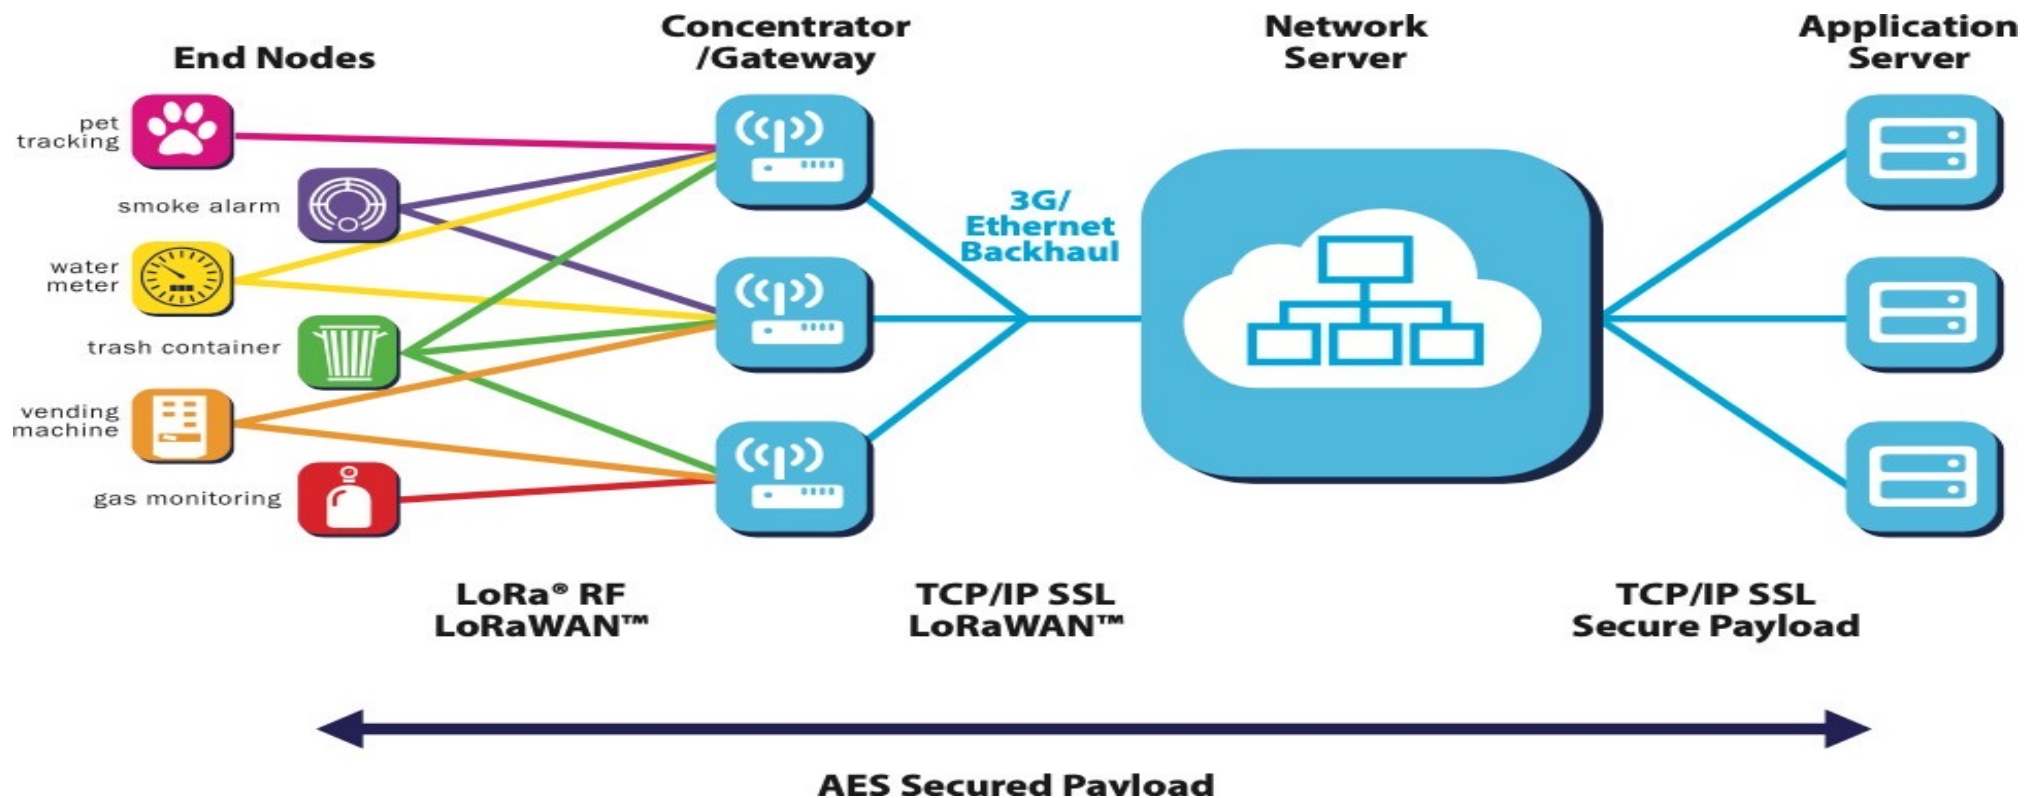 End Nodes
Concentrator
/Gateway
Network
Server
Application
Server
pet
tracking
smoke alarm
water
meter
trash container
vending
machine
gas monitoring
3G/
Ethernet
Backhaul
LoRa® RF
LoRaWAN™
TCP/IP SSL
LoRaWAN™
TCP/IP SSL
Secure Payload
AES Secured Payload